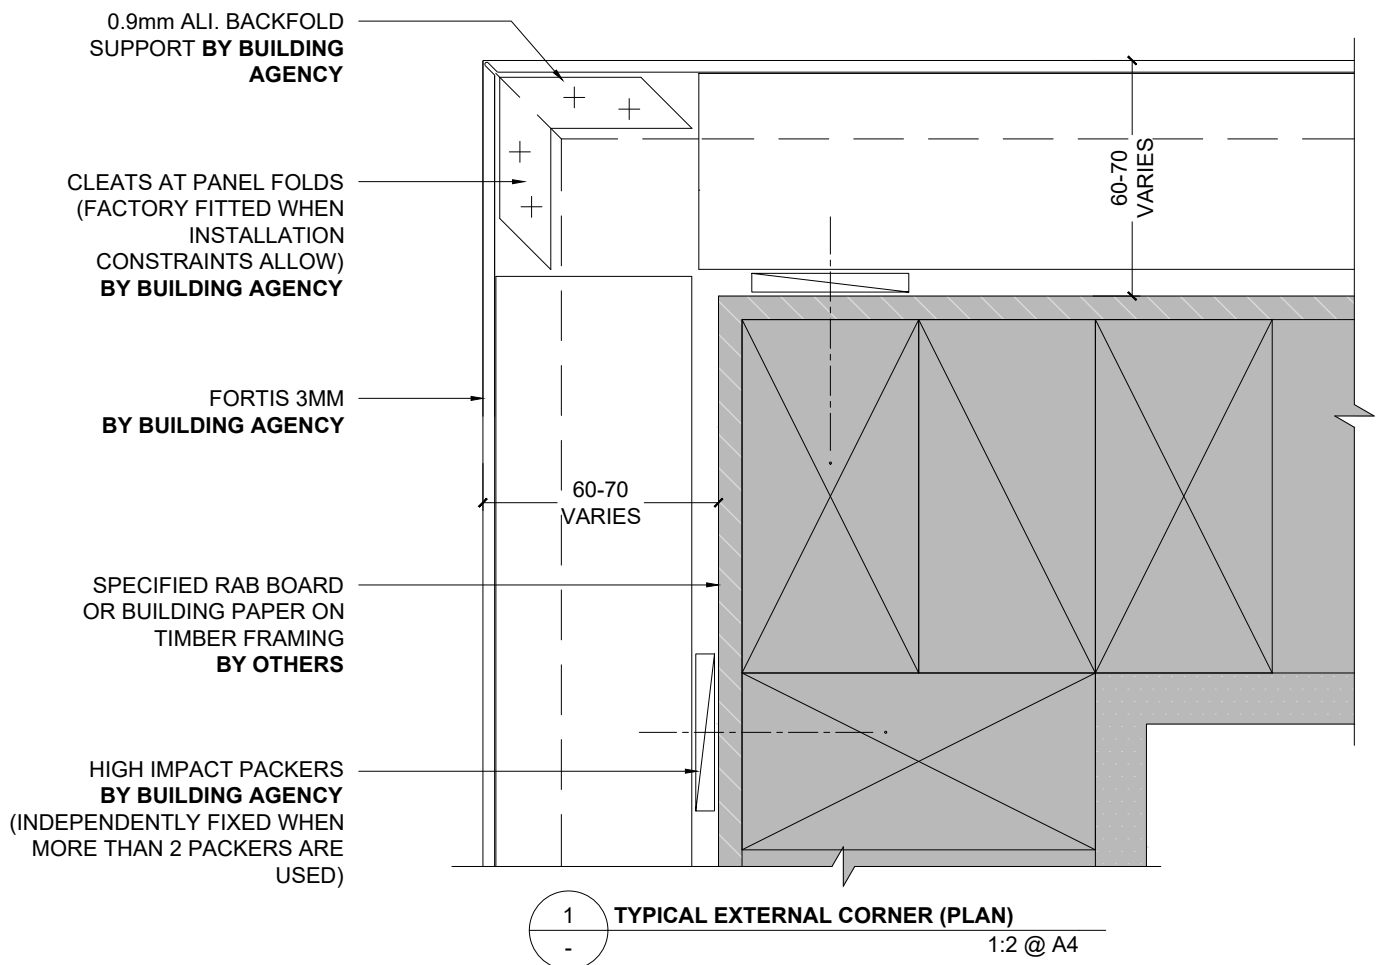 0.9mm ALI. BACKFOLD
SUPPORT BY BUILDING
AGENCY
CLEATS AT PANEL FOLDS
(FACTORY FITTED WHEN
INSTALLATION
CONSTRAINTS ALLOW)
BY BUILDING AGENCY
FORTIS 3MM
BY BUILDING AGENCY
SPECIFIED RAB BOARD
OR BUILDING PAPER ON
TIMBER FRAMING
BY OTHERS
HIGH IMPACT PACKERS
BY BUILDING AGENCY
(INDEPENDENTLY FIXED WHEN
MORE THAN 2 PACKERS ARE
USED)
60-70
VARIES
60-70
VARIES
1
-
TYPICAL EXTERNAL CORNER (PLAN)
1:2 @ A4